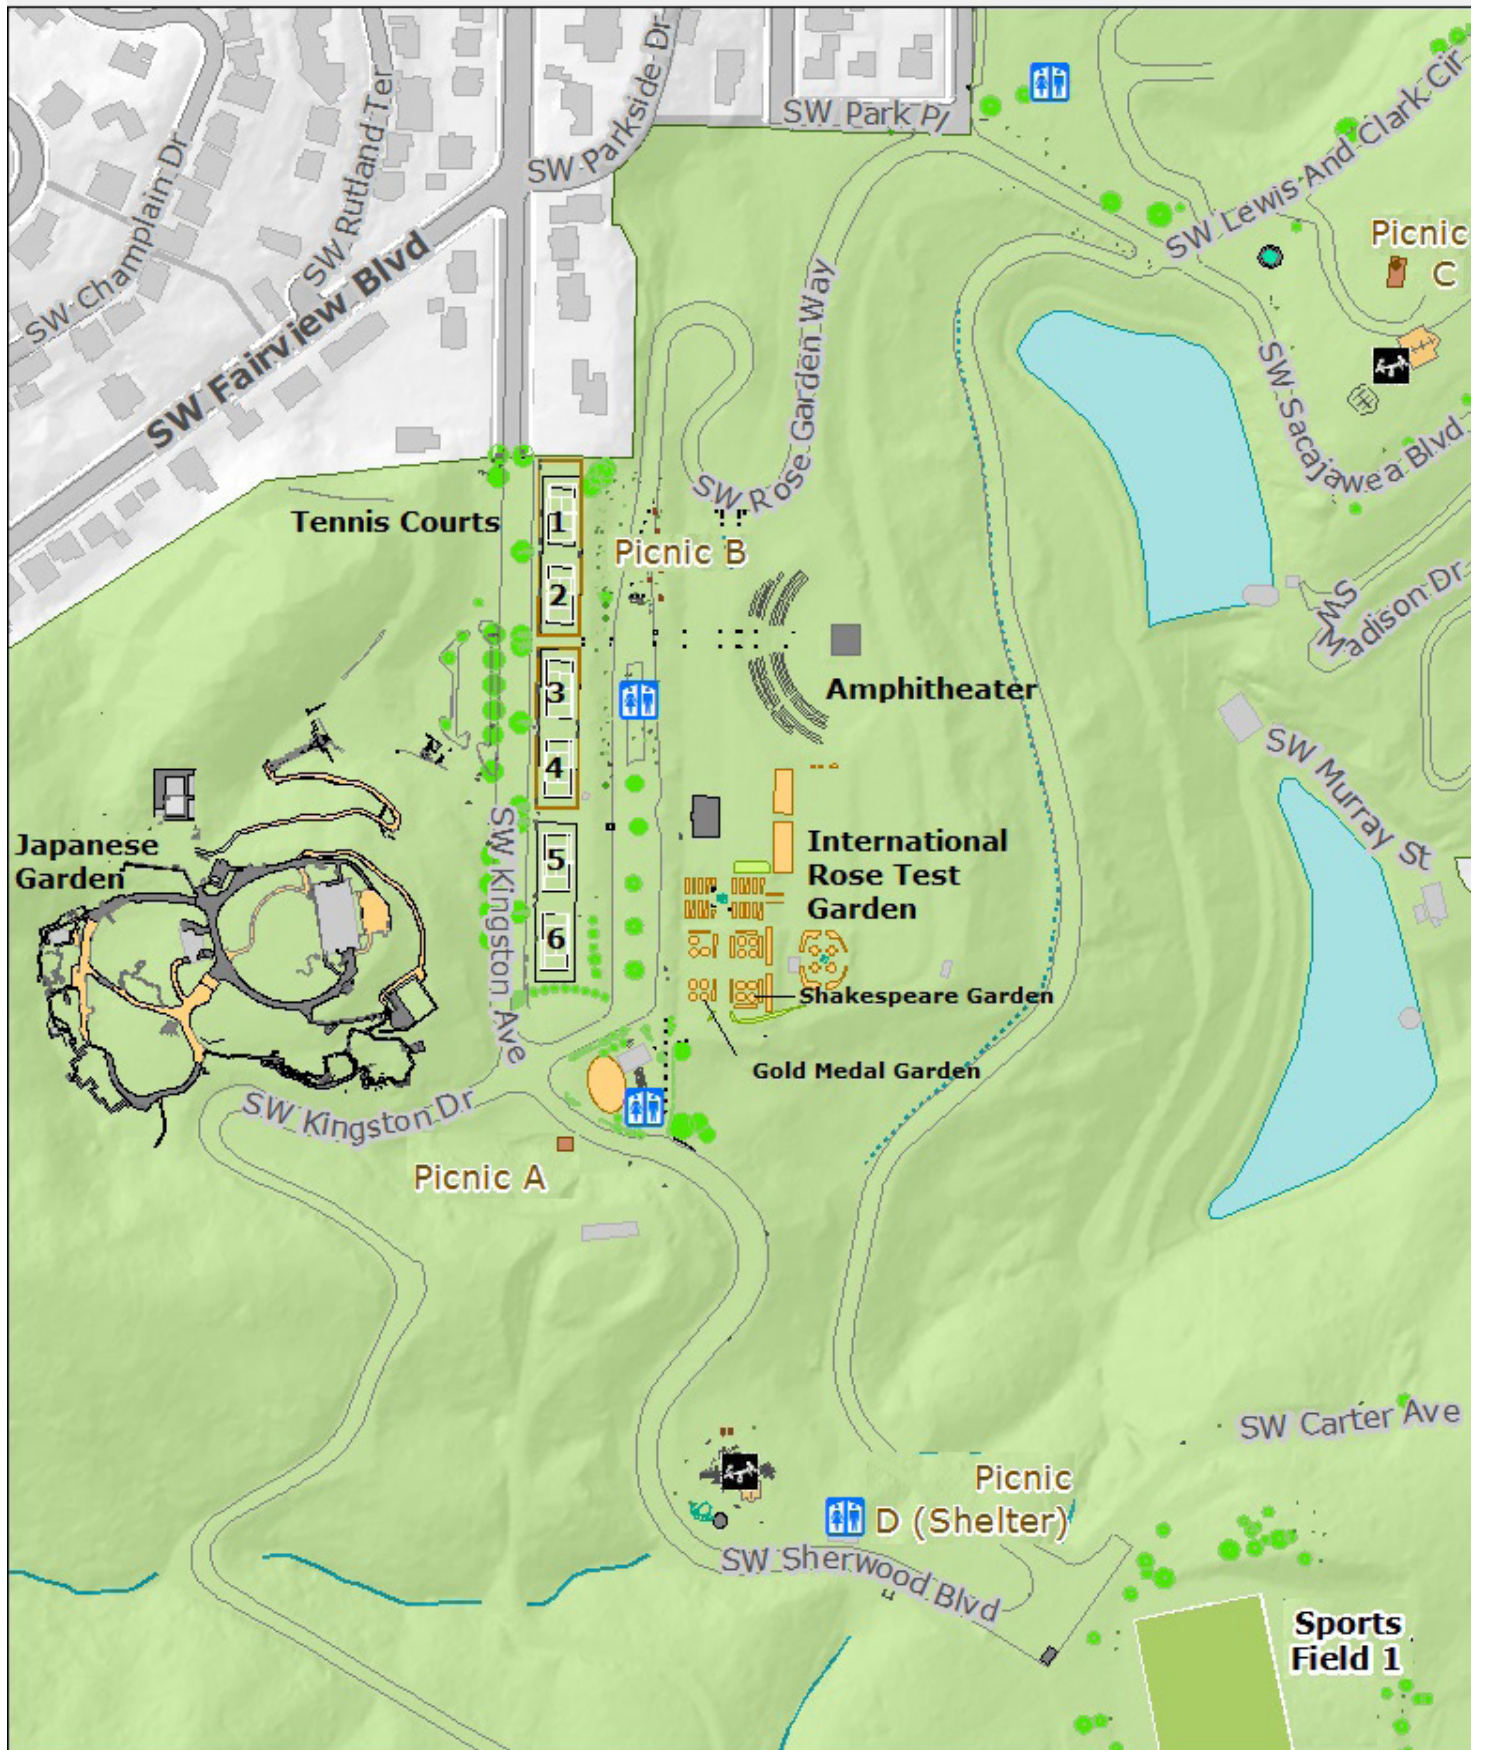 SW Parkside Dr
SW Park Pl
SW Rutland Ter
SW Champlain Dr
SW Lewis And Clark Cir
SW Fairview Blvd
Picnic
C
SW Rose Garden Way
SW Sacajawea Blvd
Tennis Courts
1
Picnic B
2
SW
Madison Dr
3
Amphitheater
4
SW Murray St
Japanese
Garden
SW Kingston Ave
5
International
Rose Test
Garden
6
Shakespeare Garden
Gold Medal Garden
SW Kingston Dr
Picnic A
SW Carter Ave
Picnic
D (Shelter)
SW Sherwood Blvd
Sports
Field 1